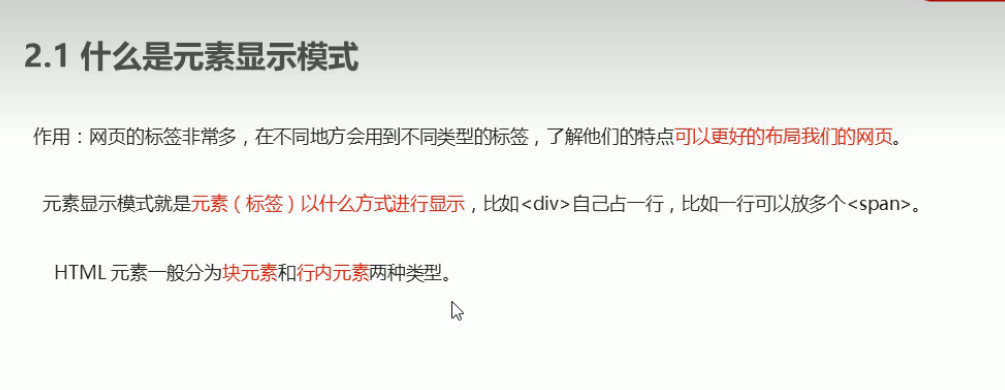 2.1 什么是元素显示模式
作用：网页的标签非常多，在不同地方会用到不同类型的标签，了解他们的特点可以更好的布局我们的网页。
元素显示模式就是元素（标签）以什么方式进行显示，比如<div>自己占一行，比如一行可以放多个<span>。
HTML 元素一般分为块元素和行内元素两种类型。